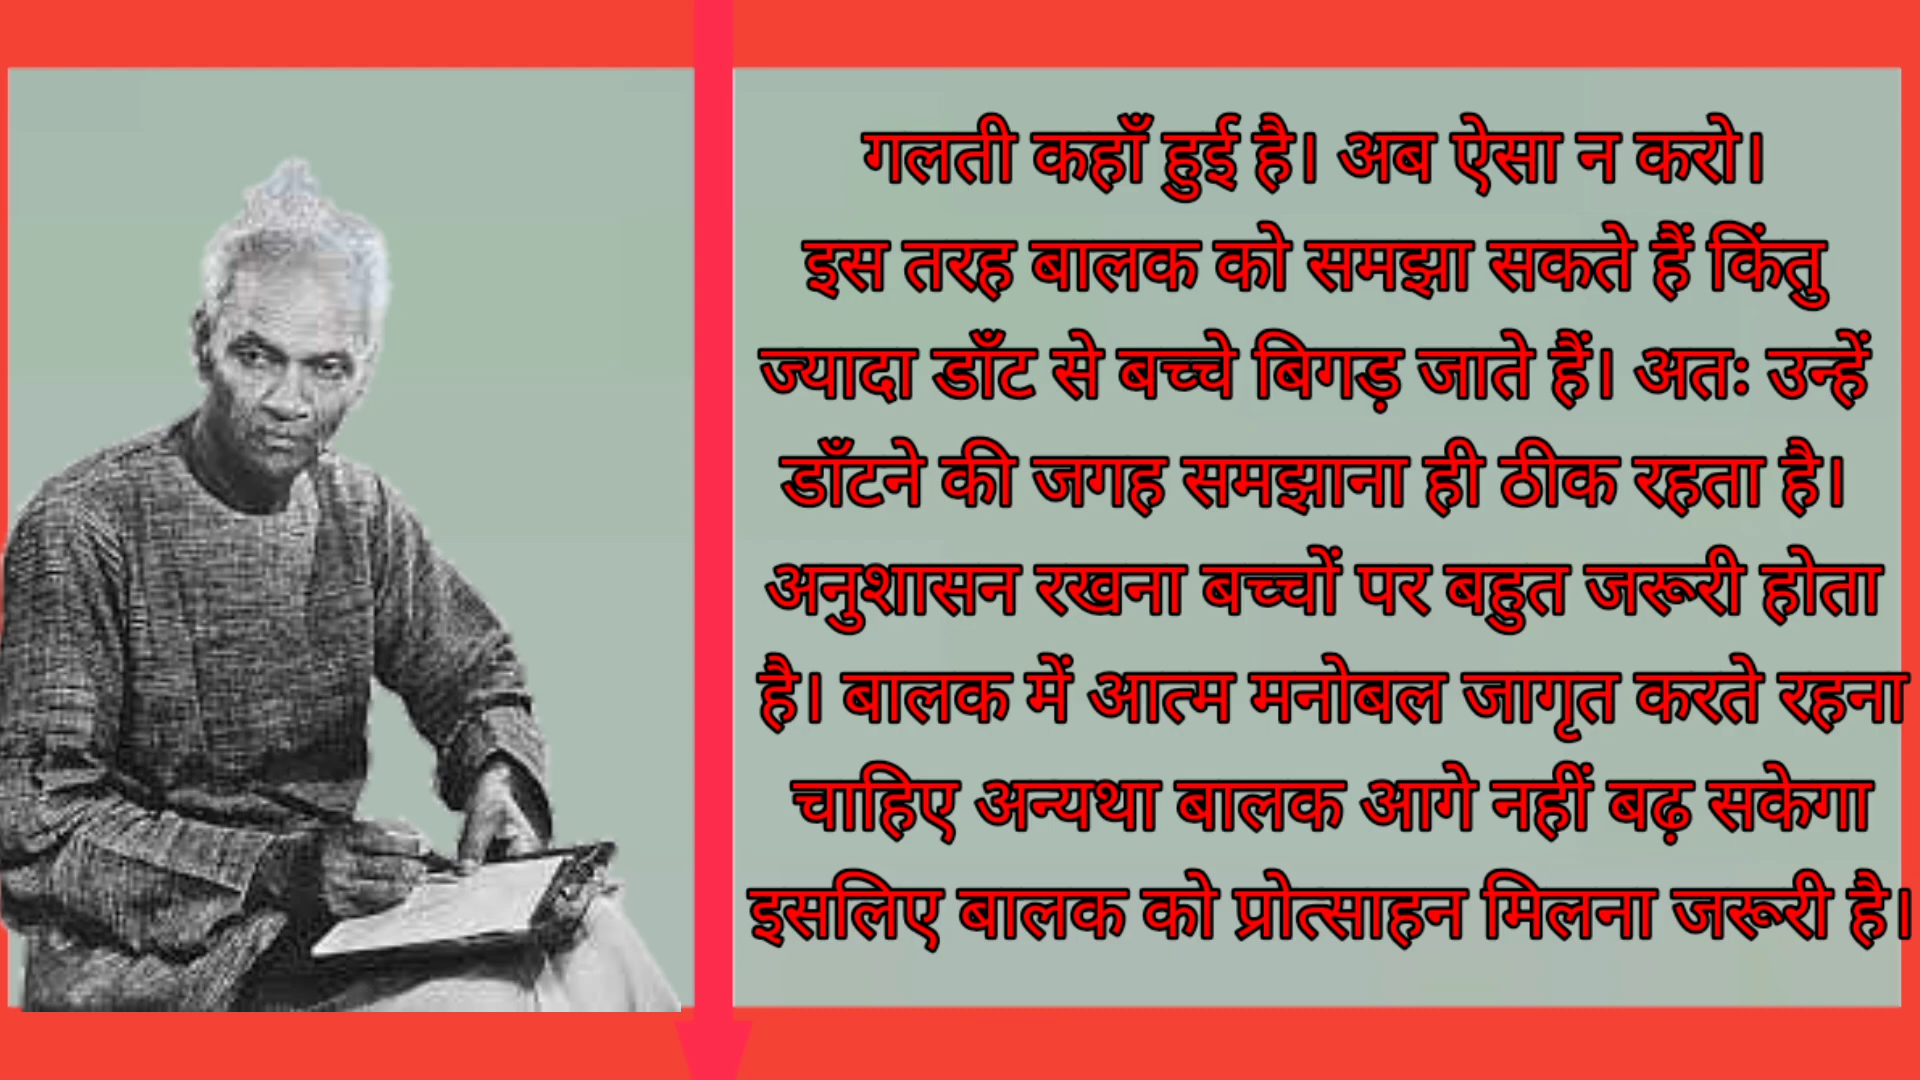 गलती कहाँ हुई है। अब ऐसा न करो।
इस तरह बालक को समझा सकते हैं किंतु
ज्यादा डाँट से बच्चे बिगड़ जाते हैं। अतः उन्हें
डाँटने की जगह समझाना ही ठीक रहता है।
अनुशासन रखना बच्चों पर बहुत जरूरी होता
है। बालक में आत्म मनोबल जागृत करते रहना
चाहिए अन्यथा बालक आगे नहीं बढ़ सकेगा
इसलिए बालक को प्रोत्साहन मिलना जरूरी है।